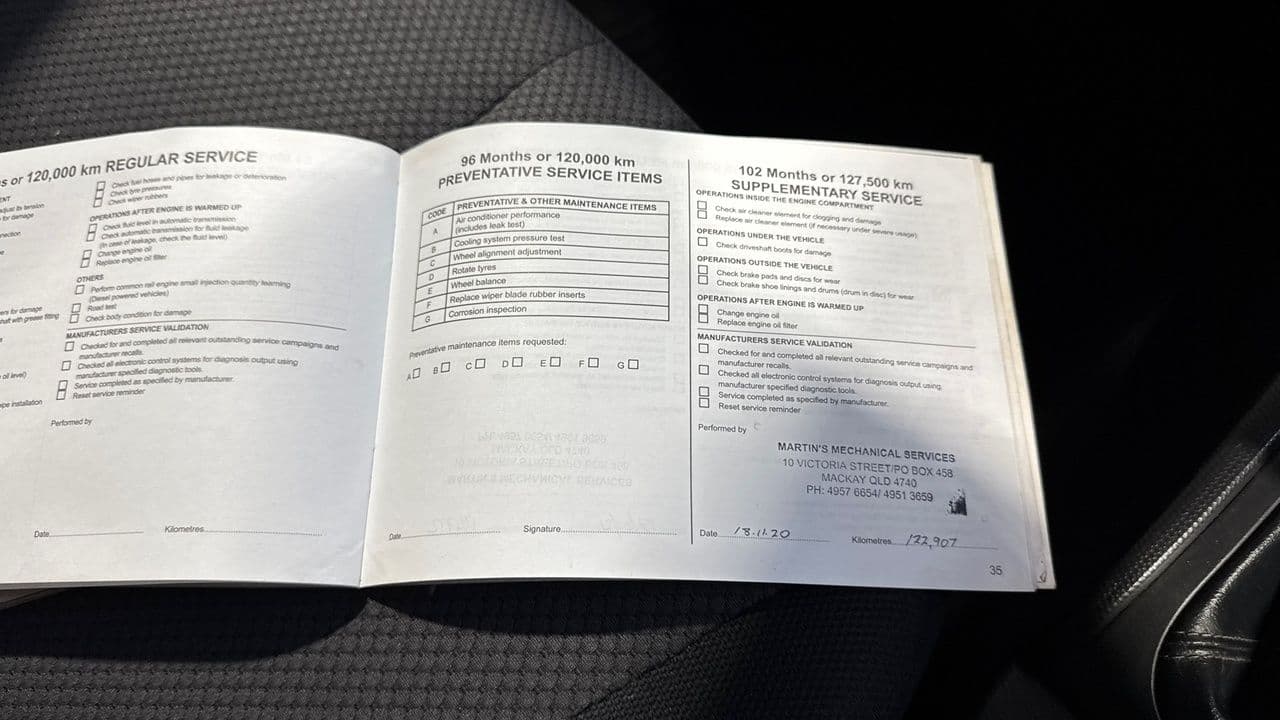 s or 120,000 km REGULAR SERVICE
Check fuel hoses and pipes for leakage or deterioration
Check tyre pressures
Check wiper rubbers
OPERATIONS AFTER ENGINE IS WARMED UP
Check fluid level in automatic transmission
Check automatic transmission for fluid leakage
(In case of leakage, check the fluid level)
Change engine oil
Replace engine oil filter
OTHERS
Perform common rail engine small injection quantity learning
(Diesel powered vehicles)
Road test
Check body condition for damage
MANUFACTURERS SERVICE VALIDATION
Checked for and completed all relevant outstanding service campaigns and
manufacturer recalls.
Checked all electronic control systems for diagnosis output using
manufacturer specified diagnostic tools.
Service completed as specified by manufacturer.
Reset service reminder
Performed by
Date
Kilometres
for damage
ers for damage
haft with grease fitting
oil level)
ipe installation
96 Months or 120,000 km
PREVENTATIVE SERVICE ITEMS
CODE PREVENTATIVE & OTHER MAINTENANCE ITEMS
A Air conditioner performance
(includes leak test)
B Cooling system pressure test
C Wheel alignment adjustment
D Rotate tyres
E Wheel balance
F Replace wiper blade rubber inserts
G Corrosion inspection
Preventative maintenance items requested:
A B C D E F G
Date
Signature
102 Months or 127,500 km
SUPPLEMENTARY SERVICE
OPERATIONS INSIDE THE ENGINE COMPARTMENT
Check air cleaner element for clogging and damage
Replace air cleaner element (if necessary under severe usage)
OPERATIONS UNDER THE VEHICLE
Check driveshaft boots for damage
OPERATIONS OUTSIDE THE VEHICLE
Check brake pads and discs for wear
Check brake shoe linings and drums (drum in disc) for wear
OPERATIONS AFTER ENGINE IS WARMED UP
Change engine oil
Replace engine oil filter
MANUFACTURERS SERVICE VALIDATION
Checked for and completed all relevant outstanding service campaigns and
manufacturer recalls.
Checked all electronic control systems for diagnosis output using
manufacturer specified diagnostic tools.
Service completed as specified by manufacturer.
Reset service reminder
Performed by
MARTIN'S MECHANICAL SERVICES
10 VICTORIA STREET/PO BOX 458
MACKAY QLD 4740
PH: 4957 6654/ 4951 3659
Date 18.11.20
Kilometres 122,907
35